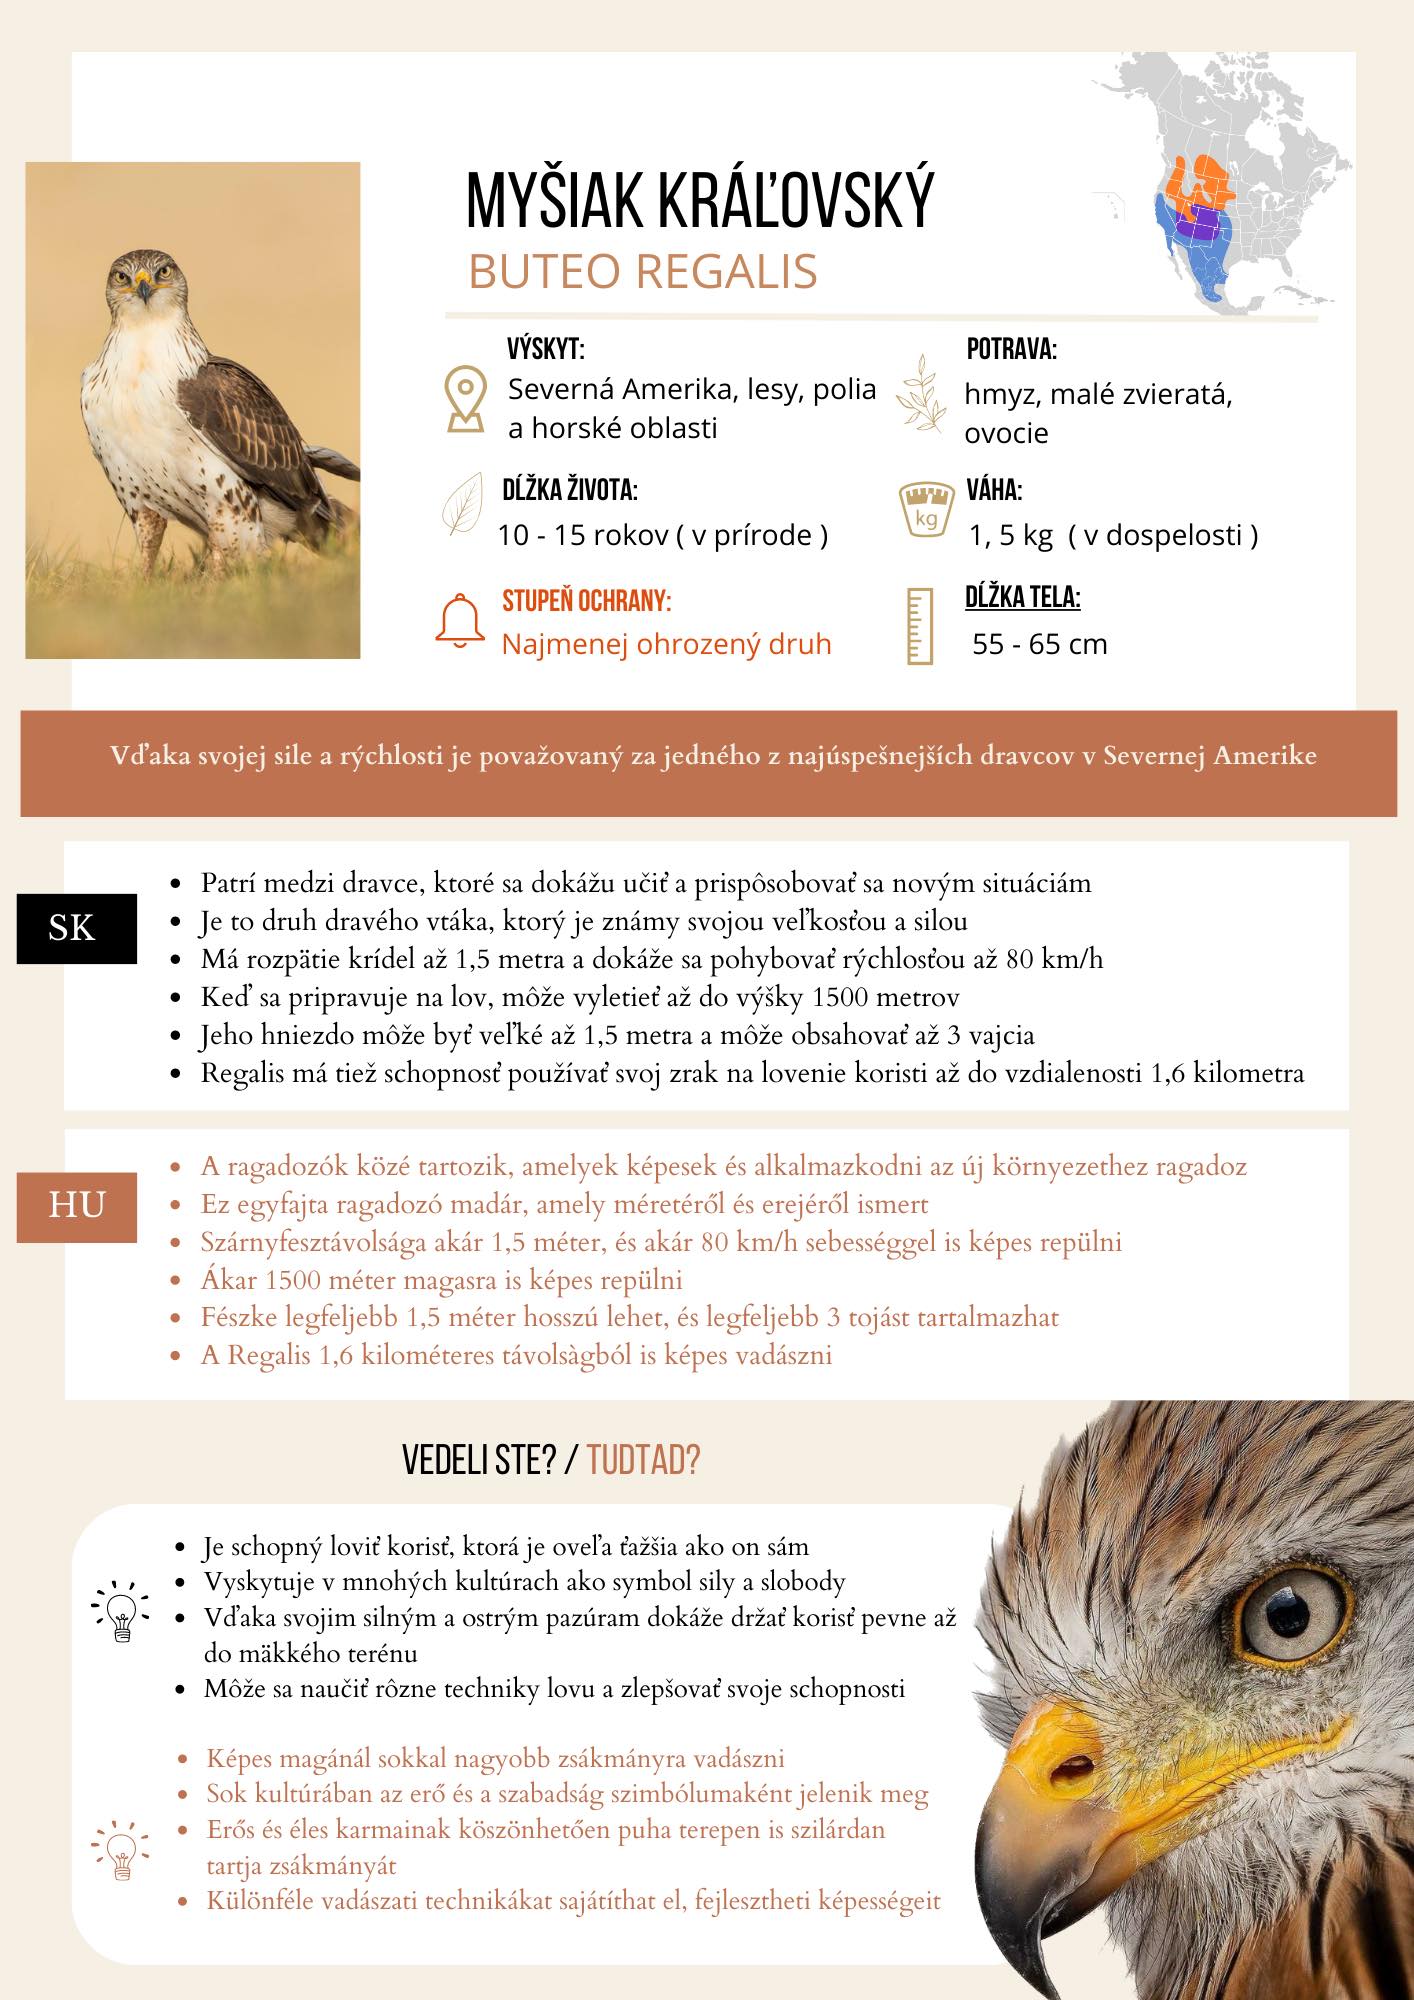 MYŠIAK KRÁĽOVSKÝ
BUTEO REGALIS
VÝSKYT:
Severná Amerika, lesy, polia
a horské oblasti
POTRAVA:
hmyz, malé zvieratá,
ovocie
DĹŽKA ŽIVOTA:
10 - 15 rokov ( v prírode )
kg
VÁHA:
1, 5 kg ( v dospelosti )
STUPEŇ OCHRANY:
Najmenej ohrozený druh
DĹŽKA TELA:
55 - 65 cm
Vďaka svojej sile a rýchlosti je považovaný za jedného z najúspešnejších dravcov v Severnej Amerike
SK
• Patrí medzi dravce, ktoré sa dokážu učiť a prispôsobovať sa novým situáciám
• Je to druh dravého vtáka, ktorý je známy svojou veľkosťou a silou
• Má rozpätie krídel až 1,5 metra a dokáže sa pohybovať rýchlosťou až 80 km/h
• Keď sa pripravuje na lov, môže vyletieť až do výšky 1500 metrov
• Jeho hniezdo môže byť veľké až 1,5 metra a môže obsahovať až 3 vajcia
• Regalis má tiež schopnosť používať svoj zrak na lovenie koristi až do vzdialenosti 1,6 kilometra
HU
• A ragadozók közé tartozik, amelyek képesek és alkalmazkodni az új környezethez ragadoz
• Ez egyfajta ragadozó madár, amely méretéről és erejéről ismert
• Szárnyfesztávolsága akár 1,5 méter, és akár 80 km/h sebességgel is képes repülni
• Ákar 1500 méter magasra is képes repülni
• Fészke legfeljebb 1,5 méter hosszú lehet, és legfeljebb 3 tojást tartalmazhat
• A Regalis 1,6 kilométeres távolsàgból is képes vadászni
VEDELI STE? / TUDTAD?
• Je schopný loviť korisť, ktorá je oveľa ťažšia ako on sám
• Vyskytuje v mnohých kultúrach ako symbol sily a slobody
• Vďaka svojim silným a ostrým pazúram dokáže držať korisť pevne až
do mäkkého terénu
• Môže sa naučiť rôzne techniky lovu a zlepšovať svoje schopnosti
• Képes magánál sokkal nagyobb zsákmányra vadászni
• Sok kultúrában az erő és a szabadság szimbólumaként jelenik meg
• Erős és éles karmainak köszönhetően puha terepen is szilárdan
tartja zsákmányát
• Különféle vadászati technikákat sajátíthat el, fejlesztheti képességeit